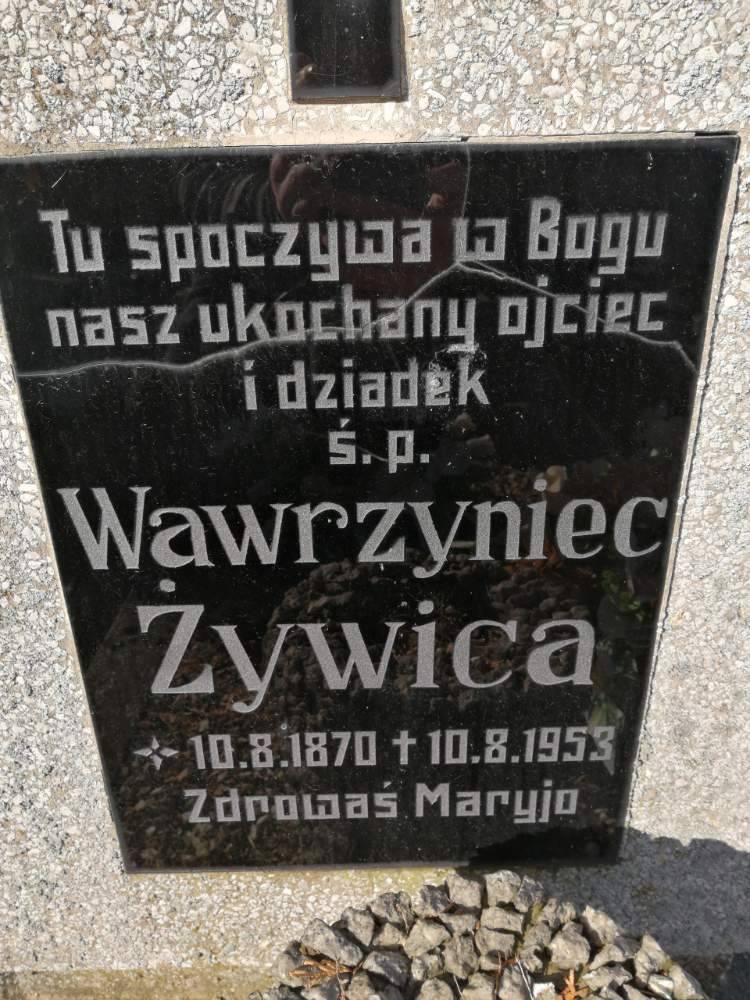 Tu spoczywa w Bogu
nasz ukochany ojciec
i dziadek
ś.p.
Wawrzyniec
Żywica
10.8.1870 † 10.8.1953
Zdrowaś Maryjo